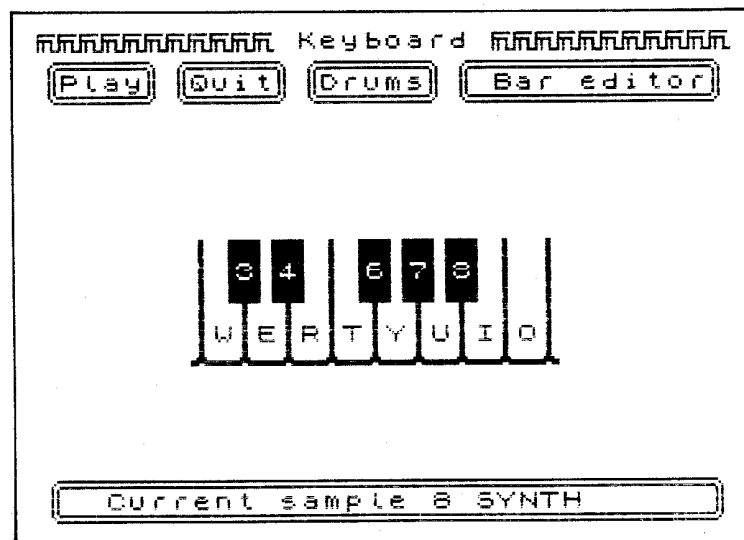 Keyboard
Play Quit Drums Bar editor
3 4 6 7 8
W E R T Y U I O
Current sample 8 SYNTH